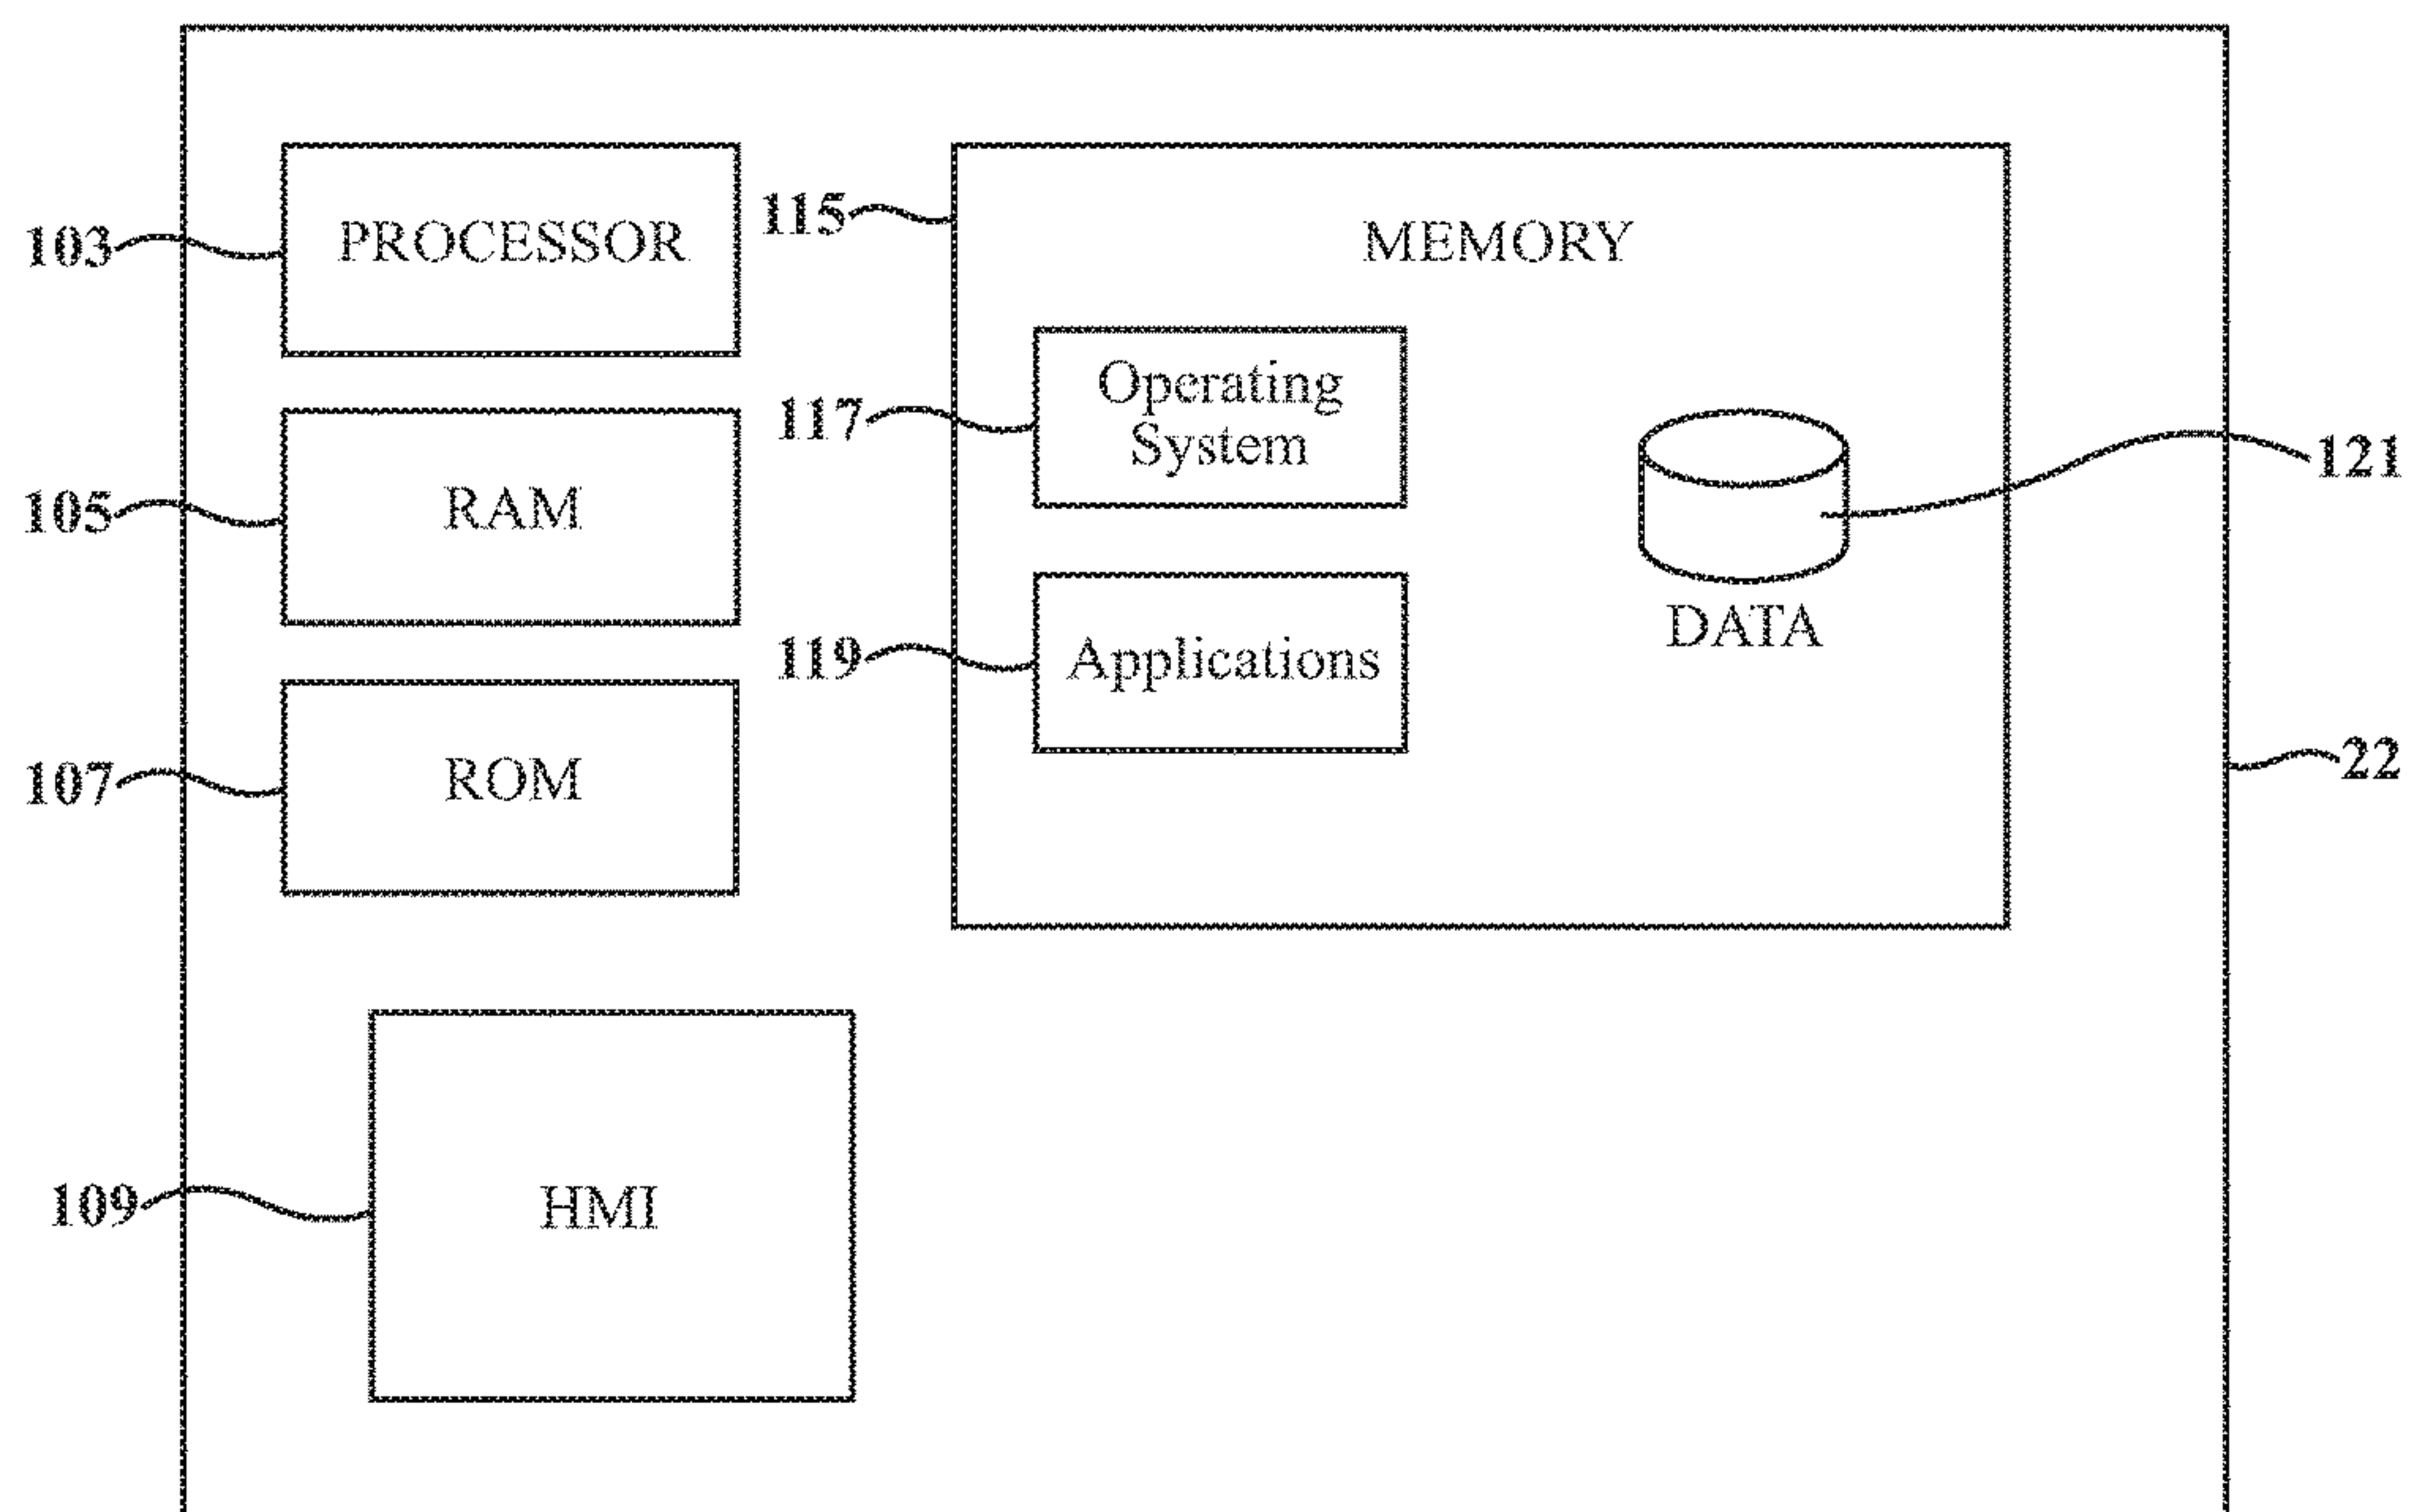 103
PROCESSOR
115
MEMORY
117
Operating
System
121
105
RAM
119
Applications
DATA
107
ROM
22
109
HMI